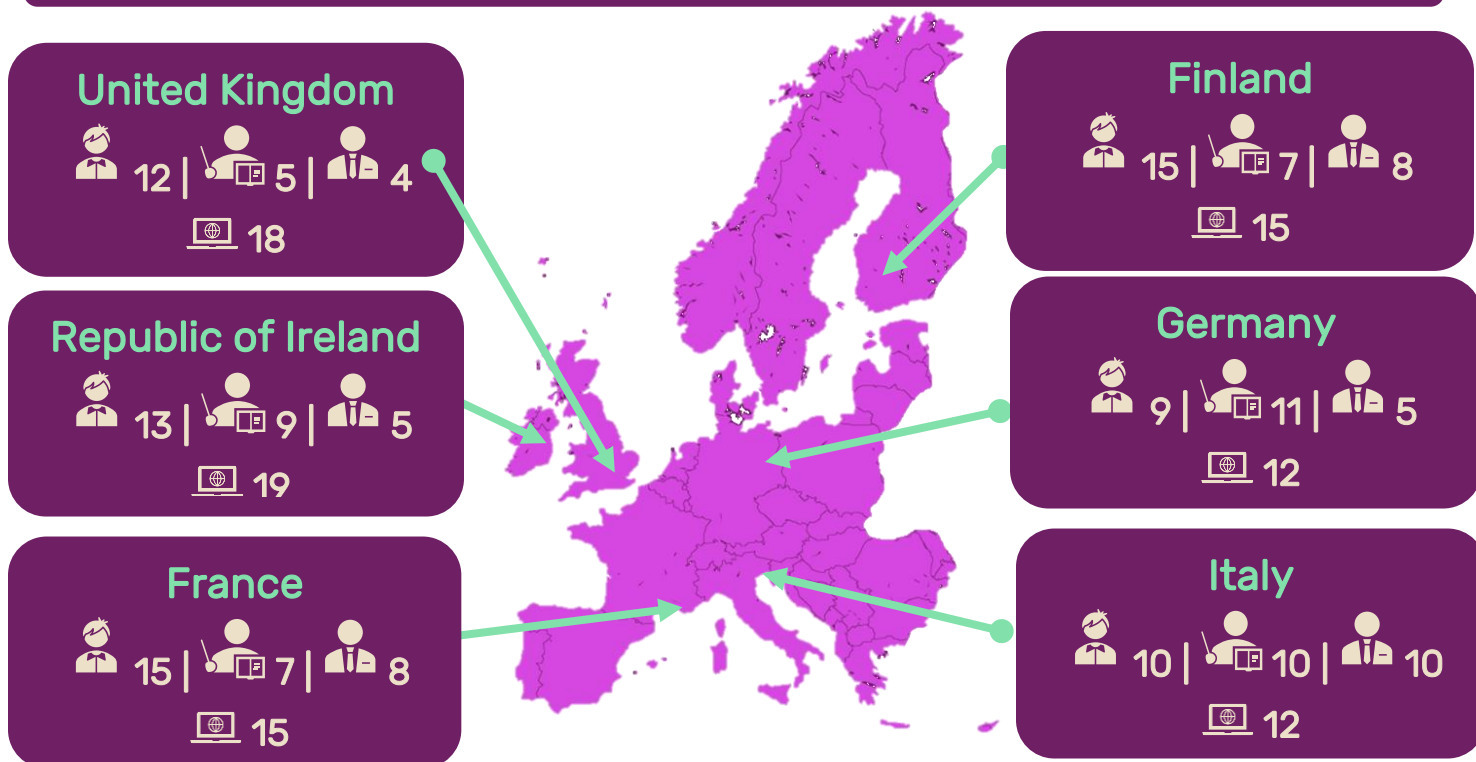 United Kingdom
12 | 5 | 4
18
Republic of Ireland
13 | 9 | 5
19
France
15 | 7 | 8
15
Finland
15 | 7 | 8
15
Germany
9 | 11 | 5
12
Italy
10 | 10 | 10
12